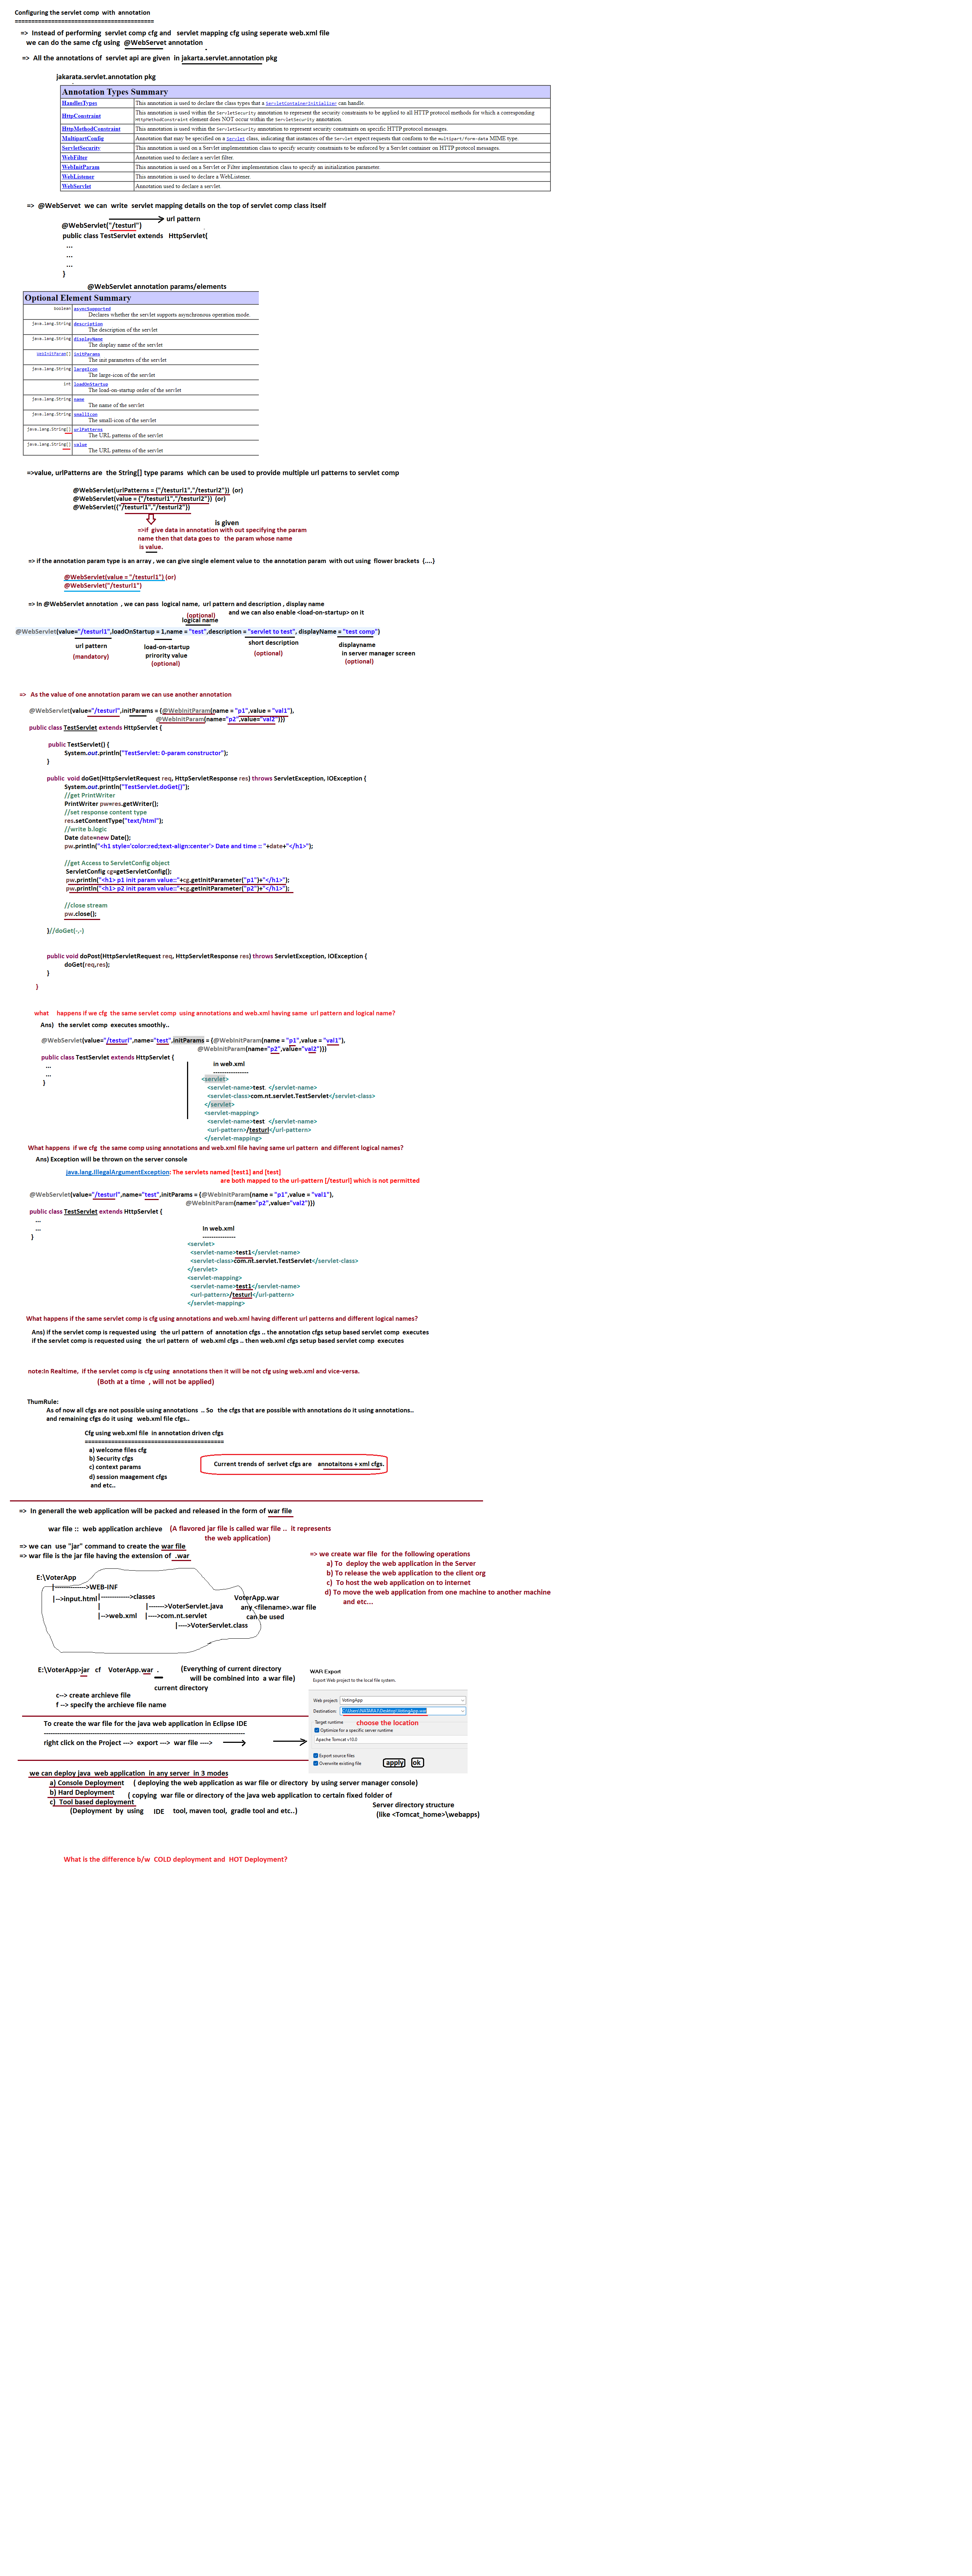 Configuring the servlet comp with annotation
==========================================
=> Instead of performing servlet comp cfg and servlet mapping cfg using seperate web.xml file
we can do the same cfg using @WebServet annotation .
=> All the annotations of servlet api are given in jakarta.servlet.annotation pkg
jakarata.servlet.annotation pkg
Annotation Types Summary
HandlesTypes This annotation is used to declare the class types that a ServletContainerInitializer can handle.
HttpConstraint This annotation is used within the ServletSecurity annotation to represent the security constraints to be applied to all HTTP protocol methods for which a corresponding
HttpMethodConstraint element does NOT occur within the ServletSecurity annotation.
HttpMethodConstraint This annotation is used within the ServletSecurity annotation to represent security constraints on specific HTTP protocol messages.
MultipartConfig Annotation that may be specified on a Servlet class, indicating that instances of the Servlet expect requests that conform to the multipart/form-data MIME type.
ServletSecurity This annotation is used on a Servlet implementation class to specify security constraints to be enforced by a Servlet container on HTTP protocol messages.
WebFilter Annotation used to declare a servlet filter.
WebInitParam This annotation is used on a Servlet or Filter implementation class to specify an initialization parameter.
WebListener This annotation is used to declare a WebListener.
WebServlet Annotation used to declare a servlet.
=> @WebServet we can write servlet mapping details on the top of servlet comp class itself
url pattern
@WebServlet("/testurl")
public class TestServlet extends HttpServlet{
...
...
...
}
@WebServlet annotation params/elements
Optional Element Summary
boolean asyncSupported
Declares whether the servlet supports asynchronous operation mode.
java.lang.String description
The description of the servlet
java.lang.String displayName
The display name of the servlet
WebInitParam[] initParams
The init parameters of the servlet
java.lang.String largeIcon
The large-icon of the servlet
int loadOnStartup
The load-on-startup order of the servlet
java.lang.String name
The name of the servlet
java.lang.String smallIcon
The small-icon of the servlet
java.lang.String[] urlPatterns
The URL patterns of the servlet
java.lang.String[] value
The URL patterns of the servlet
=>value, urlPatterns are the String[] type params which can be used to provide multiple url patterns to servlet comp
@WebServlet(urlPatterns = {"/testurl1","/testurl2"}) (or)
@WebServlet(value = {"/testurl1","/testurl2"}) (or)
@WebServlet({"/testurl1","/testurl2"})
is given
=>if give data in annotation with out specifying the param
name then that data goes to the param whose name
is value.
=> if the annotation param type is an array , we can give single element value to the annotation param with out using flower brackets {....}
@WebServlet(value = "/testurl1") (or)
@WebServlet("/testurl1")
=> in @WebServlet annotation , we can pass logical name, url pattern and description , display name
and we can also enable <load-on-startup> on it
(optional)
logical name
@WebServlet(value="/testurl1",loadOnStartup = 1,name = "test",description = "servlet to test", displayName = "test comp")
url pattern
(mandatory)
load-on-startup
prirority value
(optional)
short description
(optional)
displayname
in server manager screen
(optional)
=> As the value of one annotation param we can use another annotation
@WebServlet(value="/testurl",initParams = {@WebInitParam(name = "p1",value = "val1"),
@WebInitParam(name="p2",value="val2")})
public class TestServlet extends HttpServlet {
public TestServlet() {
System.out.println("TestServlet: 0-param constructor");
}
public void doGet(HttpServletRequest req, HttpServletResponse res) throws ServletException, IOException {
System.out.println("TestServlet.doGet()");
//get PrintWriter
PrintWriter pw=res.getWriter();
//set response content type
res.setContentType("text/html");
//write b.logic
Date date=new Date();
pw.println("<h1 style='color:red;text-align:center'> Date and time :: "+date+"</h1>");
//get Access to ServletConfig object
ServletConfig cg=getServletConfig();
pw.println("<h1> p1 init param value::"+cg.getInitParameter("p1")+"</h1>");
pw.println("<h1> p2 init param value::"+cg.getInitParameter("p2")+"</h1>");
//close stream
pw.close();
}//doGet(-,-)
public void doPost(HttpServletRequest req, HttpServletResponse res) throws ServletException, IOException {
doGet(req,res);
}
}
what happens if we cfg the same servlet comp using annotations and web.xml having same url pattern and logical name?
Ans) the servlet comp executes smoothly..
@WebServlet(value="/testurl",name="test",initParams = {@WebInitParam(name = "p1",value = "val1"),
@WebInitParam(name="p2",value="val2")})
public class TestServlet extends HttpServlet {
...
...
}
in web.xml
----------------
<servlet>
<servlet-name>test </servlet-name>
<servlet-class>com.nt.servlet.TestServlet</servlet-class>
</servlet>
<servlet-mapping>
<servlet-name>test </servlet-name>
<url-pattern>/testurl</url-pattern>
</servlet-mapping>
What happens if we cfg the same comp using annotations and web.xml file having same url pattern and different logical names?
Ans) Exception will be thrown on the server console
java.lang.IllegalArgumentException: The servlets named [test1] and [test]
are both mapped to the url-pattern [/testurl] which is not permitted
@WebServlet(value="/testurl",name="test",initParams = {@WebInitParam(name = "p1",value = "val1"),
@WebInitParam(name="p2",value="val2")})
public class TestServlet extends HttpServlet {
...
...
}
In web.xml
---------------
<servlet>
<servlet-name>test1</servlet-name>
<servlet-class>com.nt.servlet.TestServlet</servlet-class>
</servlet>
<servlet-mapping>
<servlet-name>test1</servlet-name>
<url-pattern>/testurl</url-pattern>
</servlet-mapping>
What happens if the same servlet comp is cfg using annotations and web.xml having different url patterns and different logical names?
Ans) if the servlet comp is requested using the url pattern of annotation cfgs .. the annotation cfgs setup based servlet comp executes
if the servlet comp is requested using the url pattern of web.xml cfgs .. then web.xml cfgs setup based servlet comp executes
note:In Realtime, if the servlet comp is cfg using annotations then it will be not cfg using web.xml and vice-versa.
(Both at a time , will not be applied)
ThumRule:
As of now all cfgs are not possible using annotations .. So the cfgs that are possible with annotations do it using annotations..
and remaining cfgs do it using web.xml file cfgs..
Cfg using web.xml file in annotation driven cfgs
==========================================
a) welcome files cfg
b) Security cfgs
c) context params
d) session maagement cfgs
and etc..
Current trends of serlvet cfgs are annotaitons + xml cfgs.
=> In generall the web application will be packed and released in the form of war file
war file :: web application archieve (A flavored jar file is called war file .. it represents
the web application)
=> we can use "jar" command to create the war file
=> war file is the jar file having the extension of .war
=> we create war file for the following operations
a) To deploy the web application in the Server
b) To release the web application to the client org
c) To host the web application on to internet
d) To move the web application from one machine to another machine
and etc...
E:\VoterApp
|-------------->WEB-INF
|-->input.html |------------->classes
| |------->VoterServlet.java
|-->web.xml |---->com.nt.servlet
|---->VoterServlet.class
VoterApp.war
any <filename>.war file
can be used
E:\VoterApp>jar cf VoterApp.war .
current directory
(Everything of current directory
will be combined into a war file)
c--> create archieve file
f --> specify the archieve file name
WAR Export
Export Web project to the local file system.
Web project: VotingApp
Destination: C:\Users\NATARAJ\Desktop\VotingApp.war
Target runtime choose the location
Optimize for a specific server runtime
Apache Tomcat v10.0
Export source files
Overwrite existing file
apply ok
To create the war file for the java web application in Eclipse IDE
--------------------------------------------------------------------------
right click on the Project ---> export ---> war file ---->
we can deploy java web application in any server in 3 modes
a) Console Deployment ( deploying the web application as war file or directory by using server manager console)
b) Hard Deployment ( copying war file or directory of the java web application to certain fixed folder of
Server directory structure
(like <Tomcat_home>\webapps)
c) Tool based deployment
(Deployment by using IDE tool, maven tool, gradle tool and etc..)
What is the difference b/w COLD deployment and HOT Deployment?